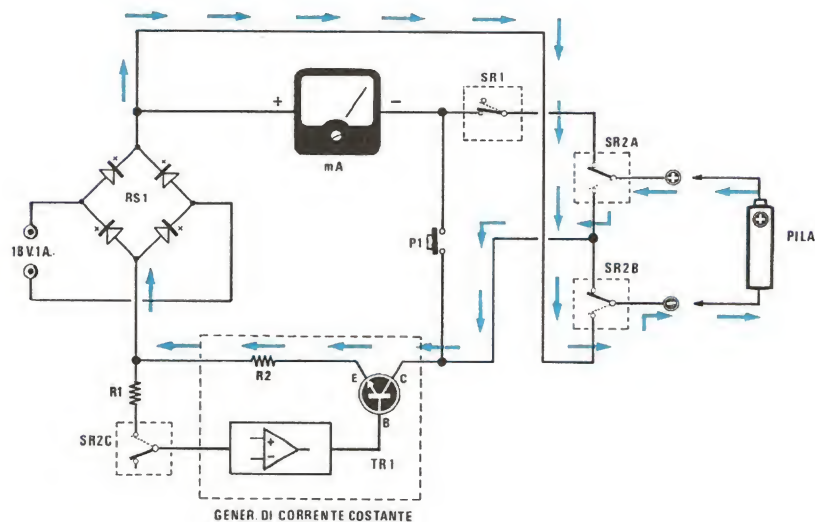 SR1
+
-
mA
SR2A
+
RS1
18V.1A.
P1
+
PILA
SR2B
-
R2
E
C
R1
B
SR2C
+
-
TR1
GENER. DI CORRENTE COSTANTE